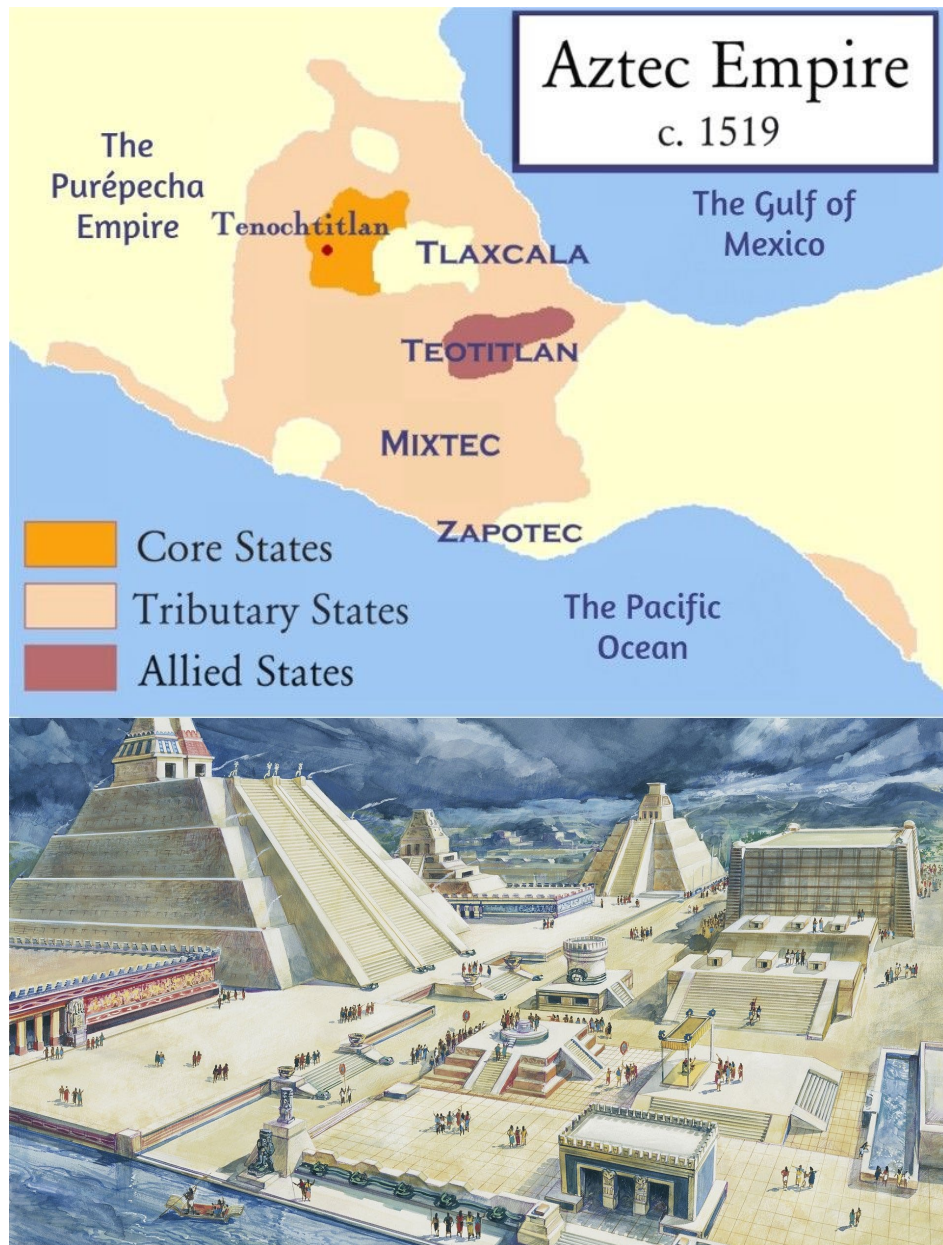 Aztec Empire
c. 1519
The
Purépecha
Empire
The Gulf of
Mexico
Tenochtitlan
TLAXCALA
TEOTITLAN
MIXTEC
ZAPOTEC
Core States
Tributary States
Allied States
The Pacific
Ocean